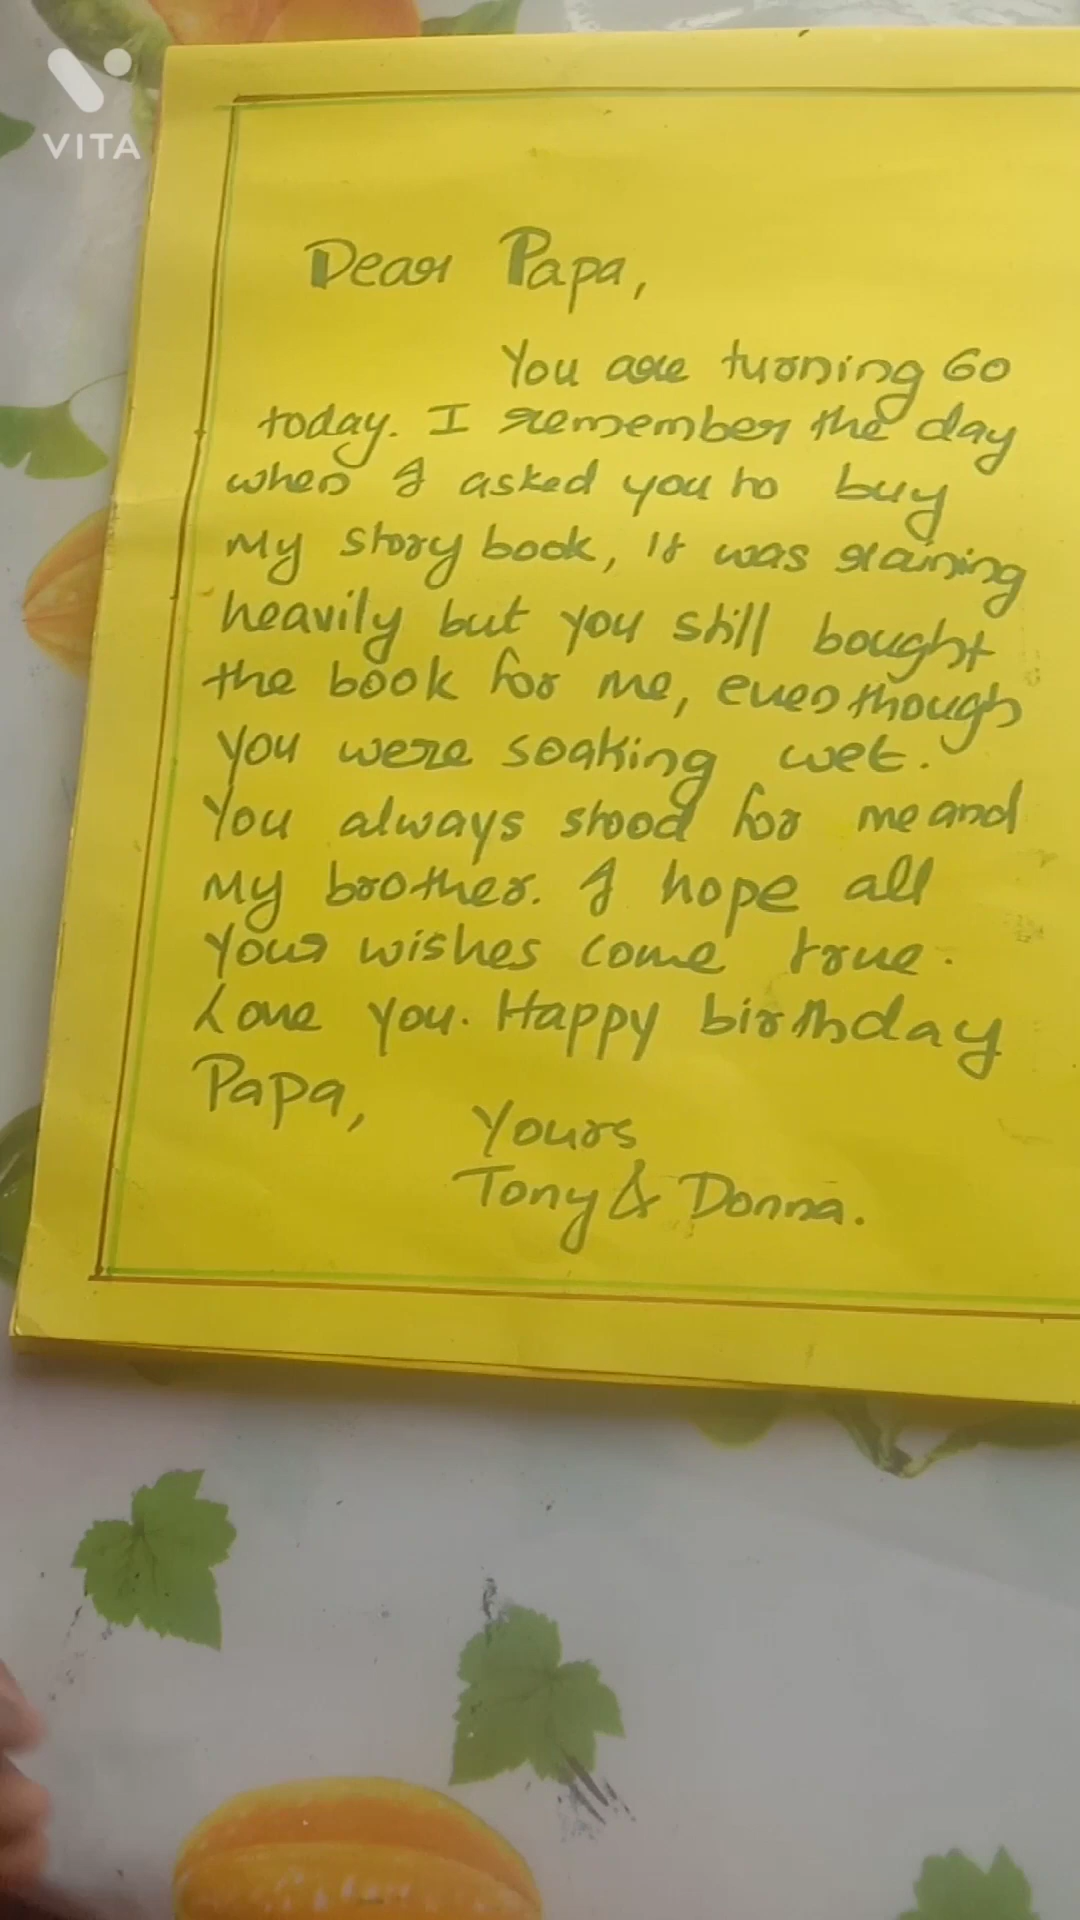 VITA
Dear Papa,
You are turning 60
today. I remember the day
when I asked you to buy
my story book, It was raining
heavily but you still bought
the book for me, even though
you were soaking wet.
You always stood for me and
my brother. I hope all
your wishes come true.
Love you. Happy birthday
Papa,
Yours
Tony & Donna.